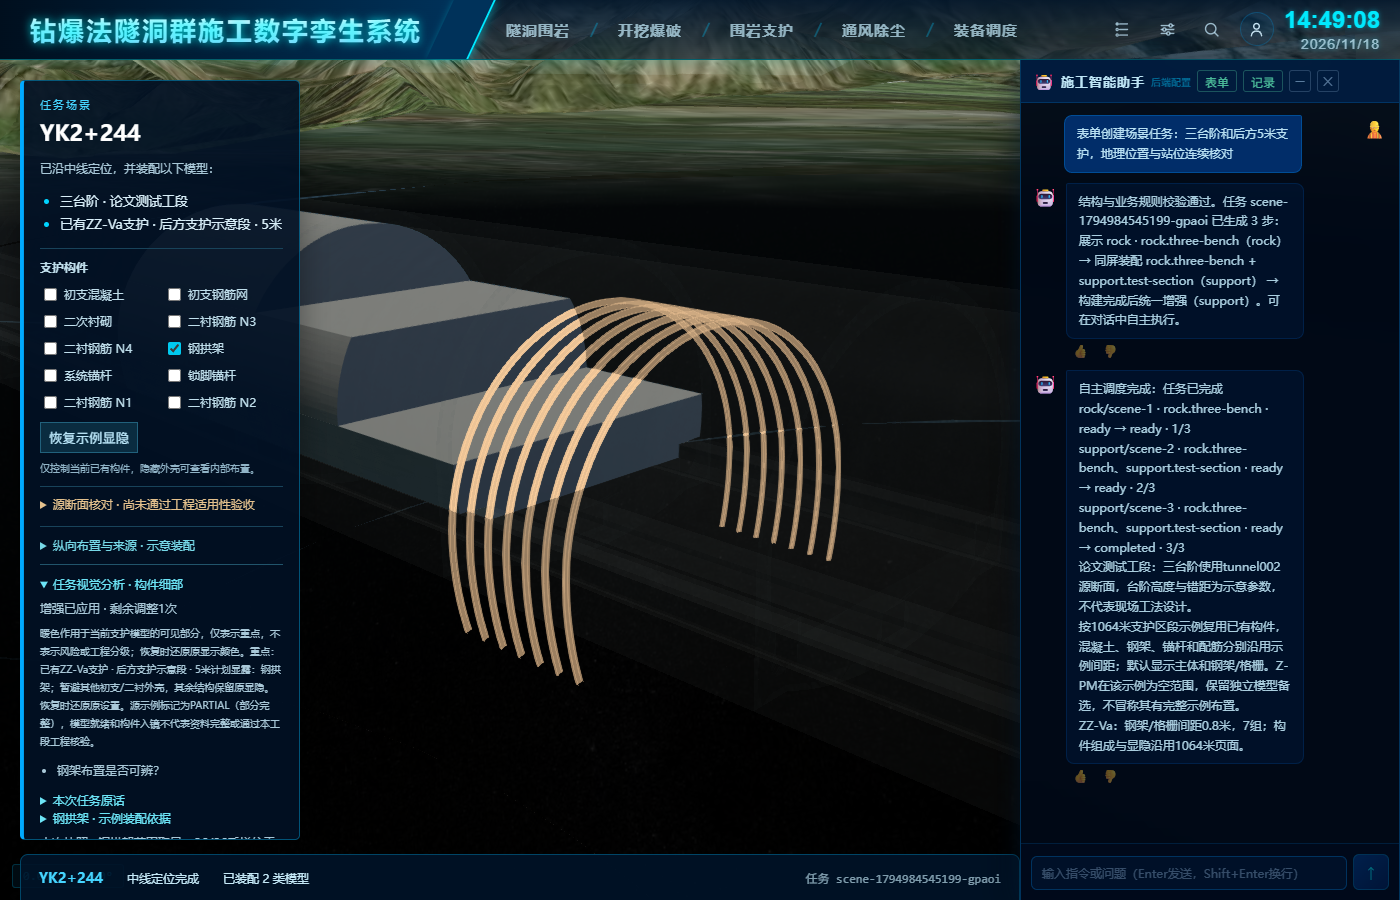 钻爆法隧洞群施工数字孪生系统
隧洞围岩 / 开挖爆破 / 围岩支护 / 通风除尘 / 装备调度
14:49:08
2026/11/18
任务场景
YK2+244
已沿中线定位，并装配以下模型：
• 三台阶 · 论文测试工段
• 已有ZZ-Va支护 · 后方支护示意段 · 5米
支护构件
初支混凝土 初支钢筋网
二次衬砌 二衬钢筋 N3
二衬钢筋 N4 钢拱架
系统锚杆 锁脚锚杆
二衬钢筋 N1 二衬钢筋 N2
恢复示例显隐
仅控制当前已有构件，隐藏外壳可查看内部布置。
▶ 源断面核对 · 尚未通过工程适用性验收
▶ 纵向布置与来源 · 示意装配
▼ 任务视觉分析 · 构件细部
增强已应用 · 剩余调整1次
暖色作用于当前支护模型的可见部分，仅表示重点，不
表示风险或工程分级；恢复时还原原显示颜色。重点：
已有ZZ-Va支护 · 后方支护示意段 · 5米计划显露：钢拱
架；暂避其他初支/二衬外壳，其余结构保留原显隐。
恢复时还原原设置。源示例标记为PARTIAL（部分完
整），模型就绪和构件入镜不代表资料完整或通过本工
段工程核验。
• 钢架布置是否可辨？
▶ 本次任务原话
▶ 钢拱架 · 示例装配依据
YK2+244 中线定位完成 已装配 2 类模型 任务 scene-1794984545199-gpaoi
施工智能助手 后端配置 表单 记录
表单创建场景任务：三台阶和后方5米支
护，地理位置与站位连续核对
结构与业务规则校验通过。任务 scene-
1794984545199-gpaoi 已生成 3 步：
展示 rock · rock.three-bench（rock）
→ 同屏装配 rock.three-bench +
support.test-section（support） →
构建完成后统一增强（support）。可
在对话中自主执行。
自主调度完成：任务已完成
rock/scene-1 · rock.three-bench ·
ready → ready · 1/3
support/scene-2 · rock.three-
bench、support.test-section · ready
→ ready · 2/3
support/scene-3 · rock.three-
bench、support.test-section · ready
→ completed · 3/3
论文测试工段：三台阶使用tunnel002
源断面，台阶高度与错距为示意参数，
不代表现场工法设计。
按1064米支护区段示例复用已有构件，
混凝土、钢架、锚杆和配筋分别沿用示
例间距；默认显示主体和钢架/格栅。Z-
PM在该示例为空范围，保留独立模型备
选，不冒称其有完整示例布置。
ZZ-Va：钢架/格栅间距0.8米，7组；构
件组成与显隐沿用1064米页面。
输入指令或问题（Enter发送，Shift+Enter换行）